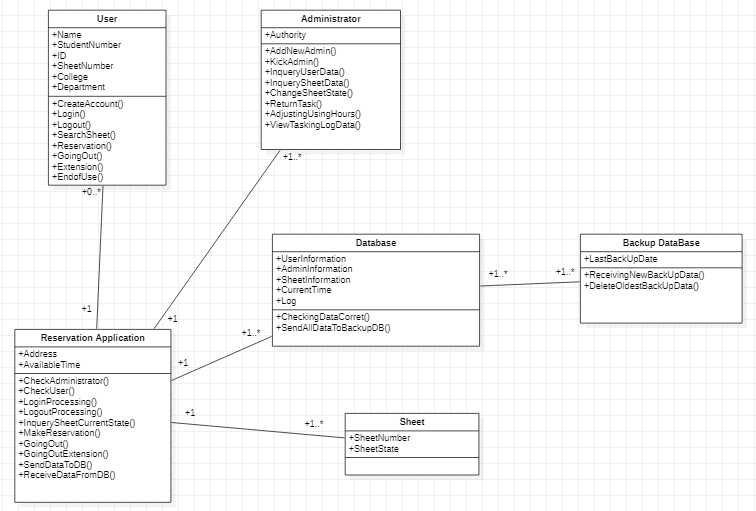 User
+Name
+StudentNumber
+ID
+SheetNumber
+College
+Department
+CreateAccount()
+Login()
+Logout()
+SearchSheet()
+Reservation()
+GoingOut()
+Extension()
+EndofUse()
+0..*
+1
Administrator
+Authority
+AddNewAdmin()
+KickAdmin()
+InqueryUserData()
+InquerySheetData()
+ChangeSheetState()
+ReturnTask()
+AdjustingUsingHours()
+ViewTaskingLogData()
+1..*
+1
Database
+UserInformation
+AdminInformation
+SheetInformation
+CurrentTime
+Log
+CheckingDataCorret()
+SendAllDataToBackupDB()
+1..*
+1..*
Backup DataBase
+LastBackUpDate
+ReceivingNewBackUpData()
+DeleteOldestBackUpData()
Reservation Application
+Address
+AvailableTime
+CheckAdministrator()
+CheckUser()
+LoginProcessing()
+LogoutProcessing()
+InquerySheetCurrentState()
+MakeReservation()
+GoingOut()
+GoingOutExtension()
+SendDataToDB()
+ReceiveDataFromDB()
+1
+1..*
+1
+1..*
Sheet
+SheetNumber
+SheetState